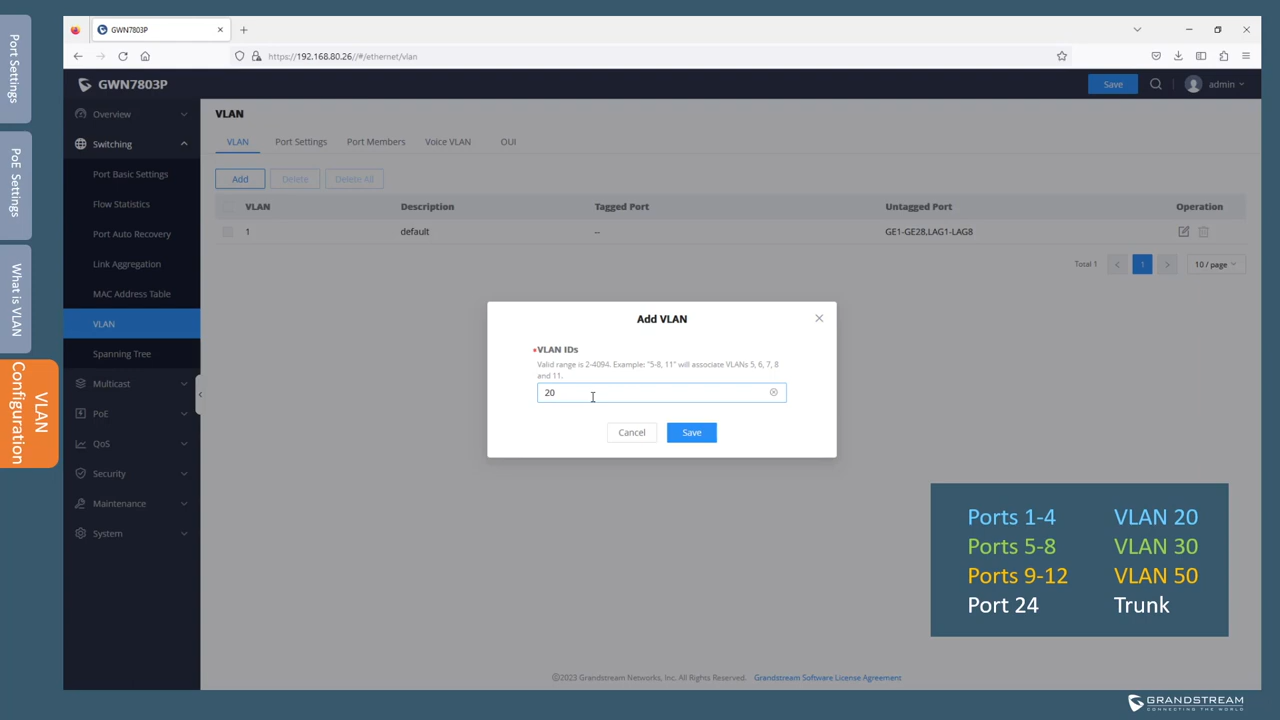 Port Settings
PoE Settings
What is VLAN
VLAN
Configuration
GWN7803P
https://192.168.80.26//#/ethernet/vlan
GWN7803P
Save
admin
Overview
Switching
Port Basic Settings
Flow Statistics
Port Auto Recovery
Link Aggregation
MAC Address Table
VLAN
Spanning Tree
Multicast
PoE
QoS
Security
Maintenance
System
VLAN
VLAN Port Settings Port Members Voice VLAN OUI
Add Delete Delete All
VLAN Description Tagged Port Untagged Port Operation
1 default -- GE1-GE28,LAG1-LAG8
Total 1 < 1 > 10 / page
Add VLAN
*VLAN IDs
Valid range is 2-4094. Example: "5-8, 11" will associate VLANs 5, 6, 7, 8
and 11.
20
Cancel Save
Ports 1-4 VLAN 20
Ports 5-8 VLAN 30
Ports 9-12 VLAN 50
Port 24 Trunk
©2023 Grandstream Networks, Inc. All Rights Reserved. Grandstream Software License Agreement
GRANDSTREAM
CONNECTING THE WORLD